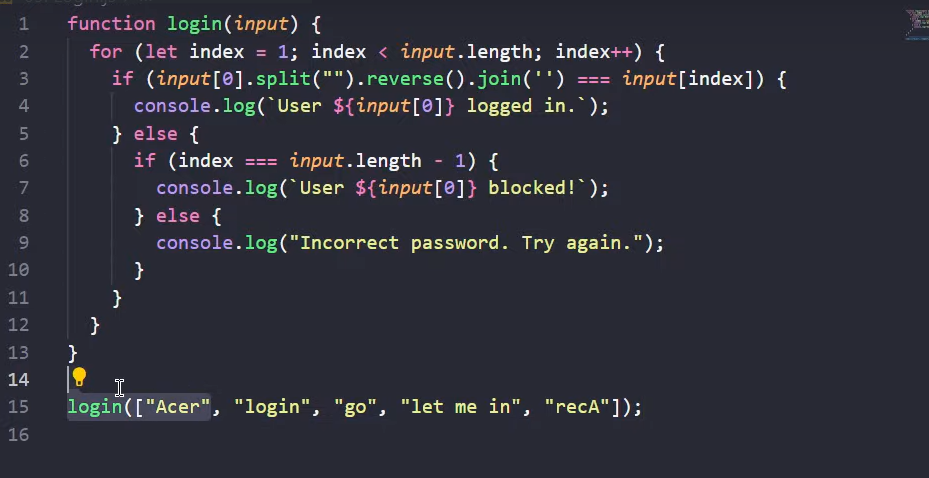 1 function login(input) {
2 for (let index = 1; index < input.length; index++) {
3 if (input[0].split("").reverse().join('') === input[index]) {
4 console.log(`User ${input[0]} logged in.`);
5 } else {
6 if (index === input.length - 1) {
7 console.log(`User ${input[0]} blocked!`);
8 } else {
9 console.log("Incorrect password. Try again.");
10 }
11 }
12 }
13 }
14
15 login(["Acer", "login", "go", "let me in", "recA"]);
16